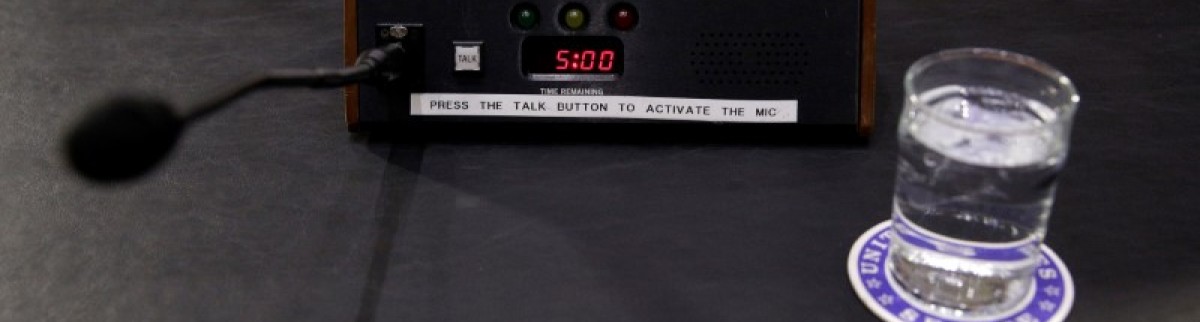 TALK
5:00
TIME REMAINING
PRESS THE TALK BUTTON TO ACTIVATE THE MIC